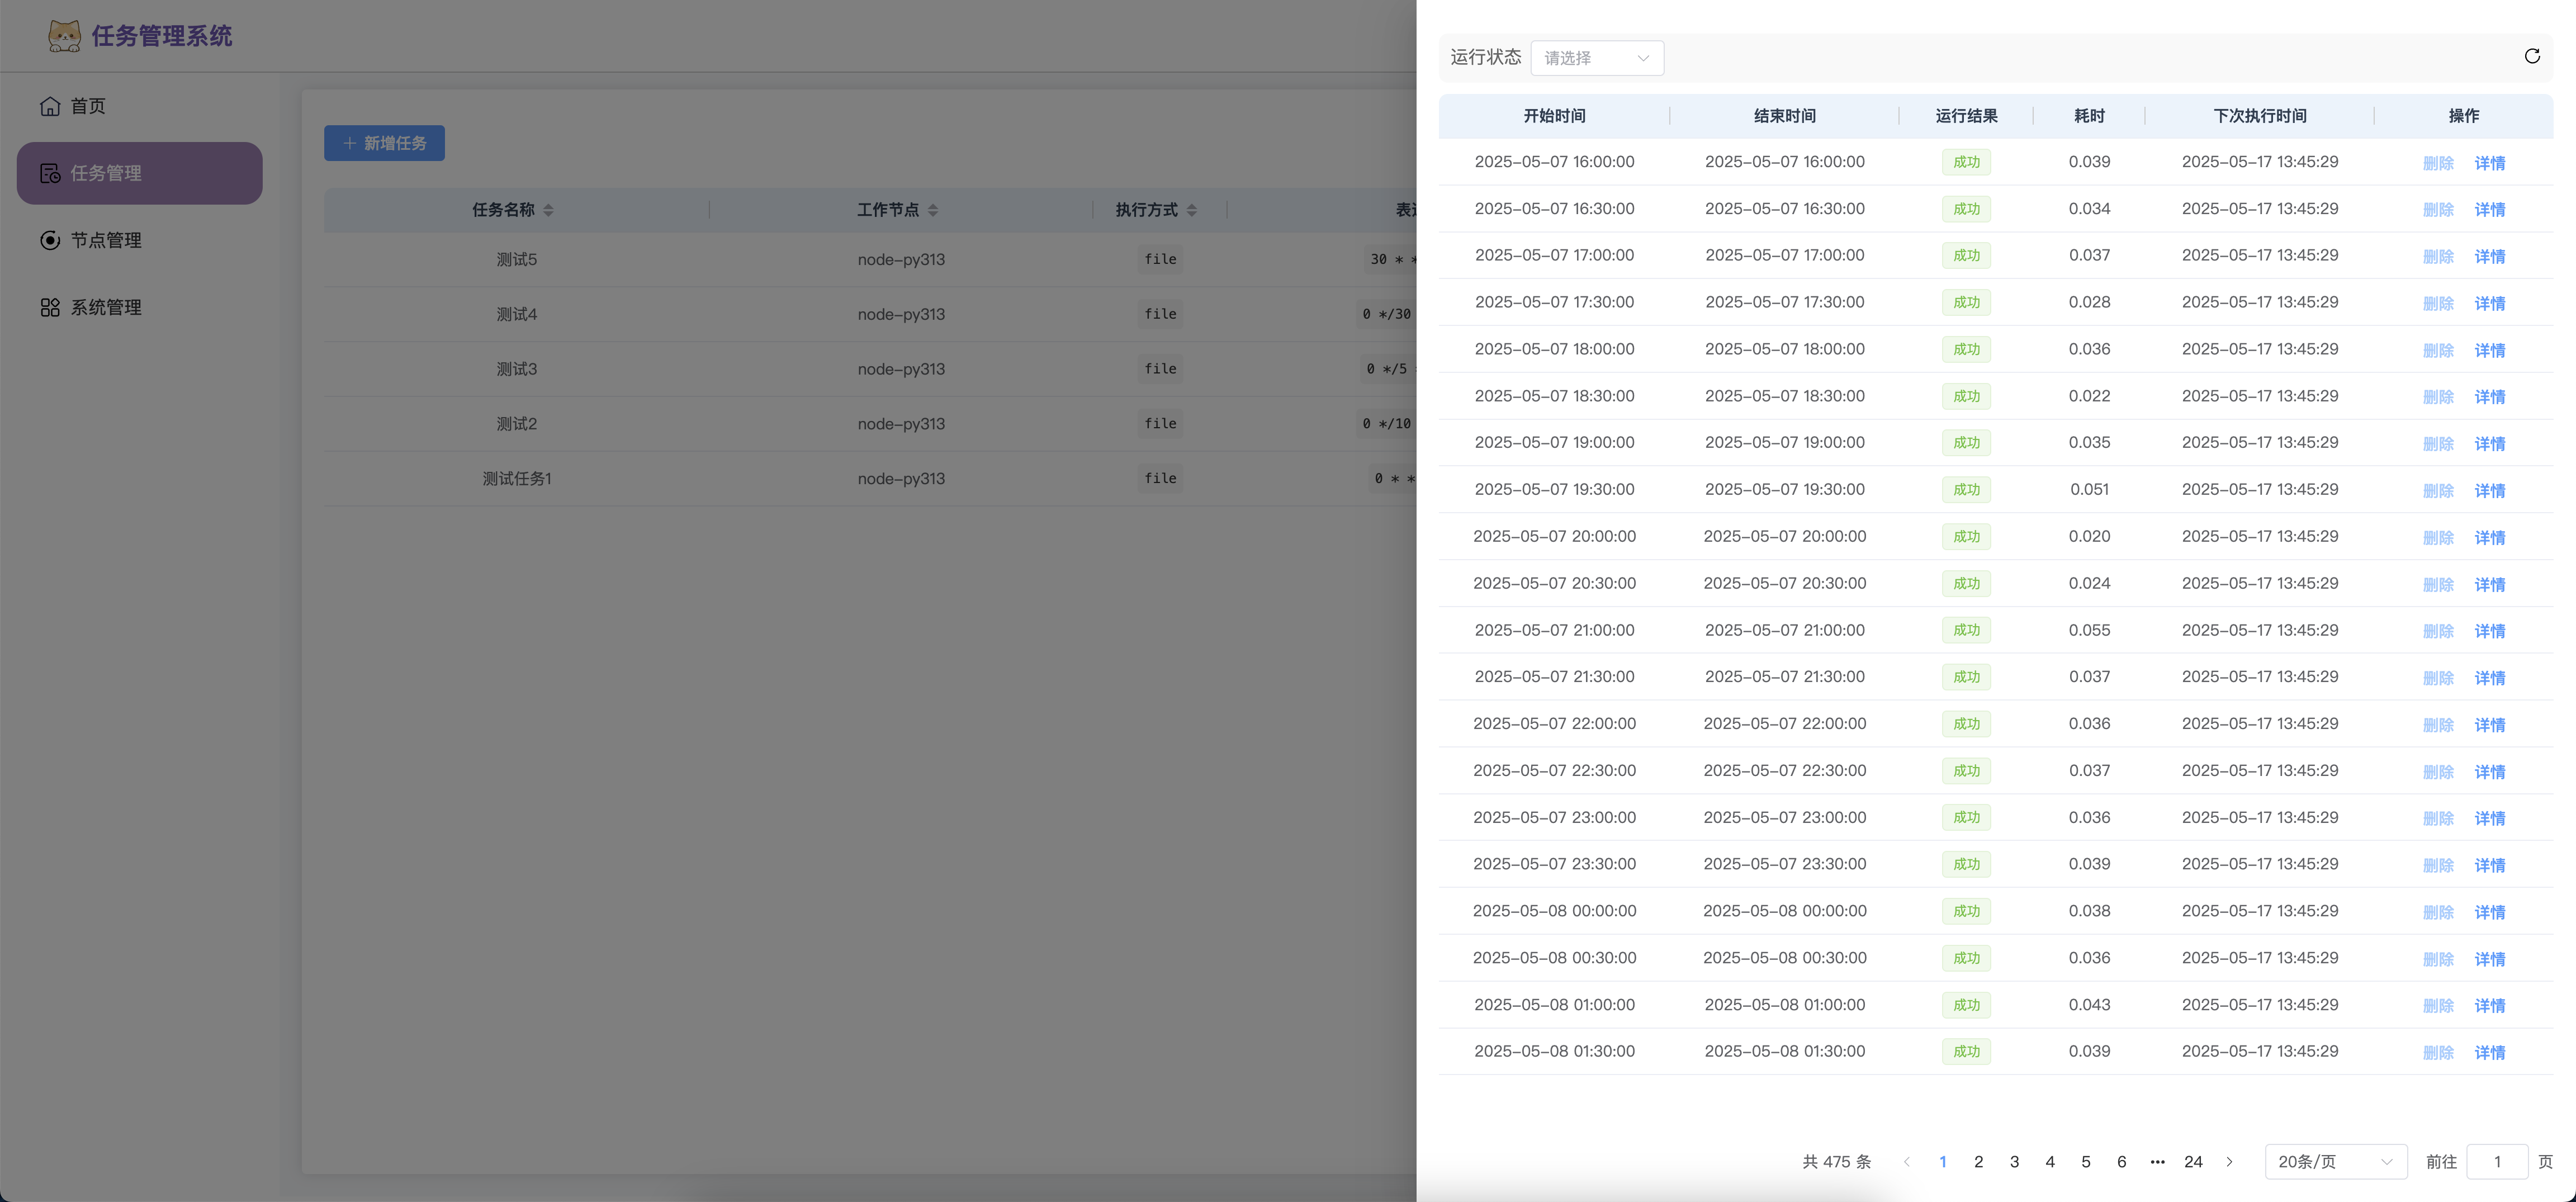 任务管理系统
首页
任务管理
节点管理
系统管理
新增任务
任务名称 工作节点 执行方式
测试5 node-py313 file 30 * *
测试4 node-py313 file 0 */30
测试3 node-py313 file 0 */5
测试2 node-py313 file 0 */10
测试任务1 node-py313 file 0 * *
运行状态 请选择
开始时间 结束时间 运行结果 耗时 下次执行时间 操作
2025-05-07 16:00:00 2025-05-07 16:00:00 成功 0.039 2025-05-17 13:45:29 删除 详情
2025-05-07 16:30:00 2025-05-07 16:30:00 成功 0.034 2025-05-17 13:45:29 删除 详情
2025-05-07 17:00:00 2025-05-07 17:00:00 成功 0.037 2025-05-17 13:45:29 删除 详情
2025-05-07 17:30:00 2025-05-07 17:30:00 成功 0.028 2025-05-17 13:45:29 删除 详情
2025-05-07 18:00:00 2025-05-07 18:00:00 成功 0.036 2025-05-17 13:45:29 删除 详情
2025-05-07 18:30:00 2025-05-07 18:30:00 成功 0.022 2025-05-17 13:45:29 删除 详情
2025-05-07 19:00:00 2025-05-07 19:00:00 成功 0.035 2025-05-17 13:45:29 删除 详情
2025-05-07 19:30:00 2025-05-07 19:30:00 成功 0.051 2025-05-17 13:45:29 删除 详情
2025-05-07 20:00:00 2025-05-07 20:00:00 成功 0.020 2025-05-17 13:45:29 删除 详情
2025-05-07 20:30:00 2025-05-07 20:30:00 成功 0.024 2025-05-17 13:45:29 删除 详情
2025-05-07 21:00:00 2025-05-07 21:00:00 成功 0.055 2025-05-17 13:45:29 删除 详情
2025-05-07 21:30:00 2025-05-07 21:30:00 成功 0.037 2025-05-17 13:45:29 删除 详情
2025-05-07 22:00:00 2025-05-07 22:00:00 成功 0.036 2025-05-17 13:45:29 删除 详情
2025-05-07 22:30:00 2025-05-07 22:30:00 成功 0.037 2025-05-17 13:45:29 删除 详情
2025-05-07 23:00:00 2025-05-07 23:00:00 成功 0.036 2025-05-17 13:45:29 删除 详情
2025-05-07 23:30:00 2025-05-07 23:30:00 成功 0.039 2025-05-17 13:45:29 删除 详情
2025-05-08 00:00:00 2025-05-08 00:00:00 成功 0.038 2025-05-17 13:45:29 删除 详情
2025-05-08 00:30:00 2025-05-08 00:30:00 成功 0.036 2025-05-17 13:45:29 删除 详情
2025-05-08 01:00:00 2025-05-08 01:00:00 成功 0.043 2025-05-17 13:45:29 删除 详情
2025-05-08 01:30:00 2025-05-08 01:30:00 成功 0.039 2025-05-17 13:45:29 删除 详情
共 475 条 1 2 3 4 5 6 ••• 24 20条/页 前往 1 页